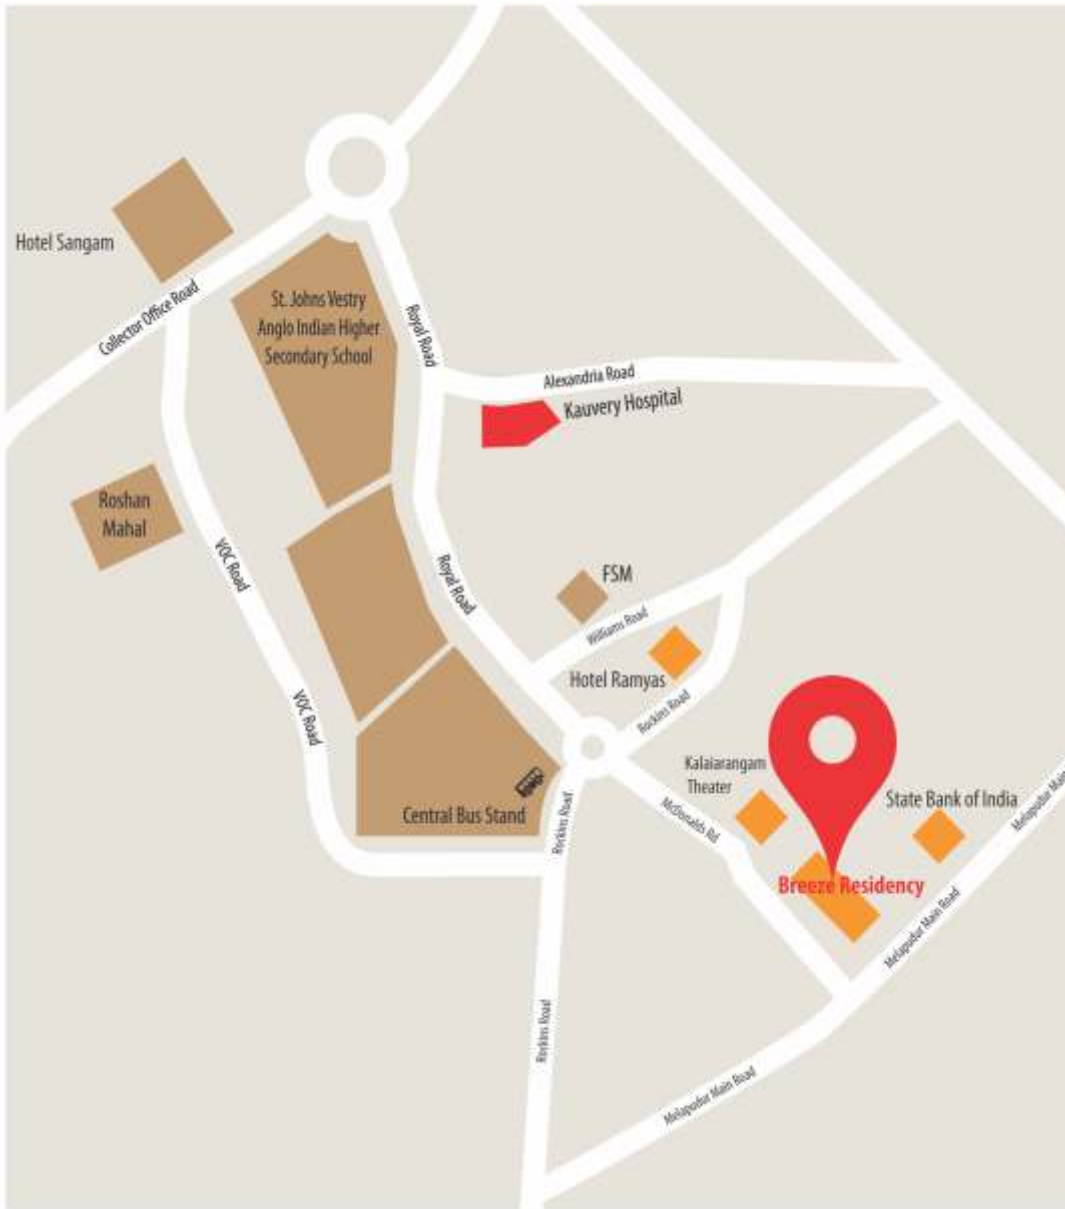 Hotel Sangam
Collector Office Road
St. Johns Vestry
Anglo Indian Higher
Secondary School
Royal Road
Alexandria Road
Kauvery Hospital
Roshan
Mahal
VOC Road
Royal Road
FSM
Williams Road
Hotel Ramyas
Rockins Road
VOC Road
Kalaiarangam
Theater
State Bank of India
Melapudur Main
Central Bus Stand
Rockins Road
McDonalds Rd
Breeze Residency
Melapudur Main Road
Rockins Road
Melapudur Main Road